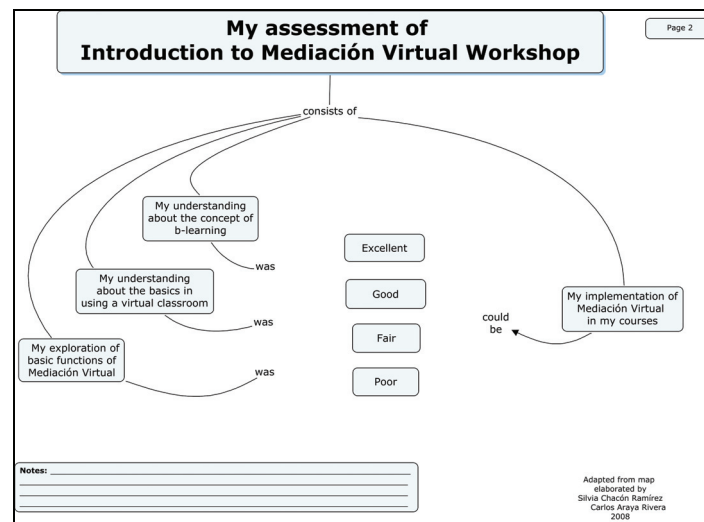 My assessment of
Introduction to Mediación Virtual Workshop
Page 2
consists of
My understanding
about the concept of
b-learning
was
My understanding
about the basics in
using a virtual classroom
was
My exploration of
basic functions of
Mediación Virtual
was
Excellent
Good
Fair
Poor
could
be
My implementation of
Mediación Virtual
in my courses
Notes:
Adapted from map
elaborated by
Silvia Chacón Ramírez
Carlos Araya Rivera
2008